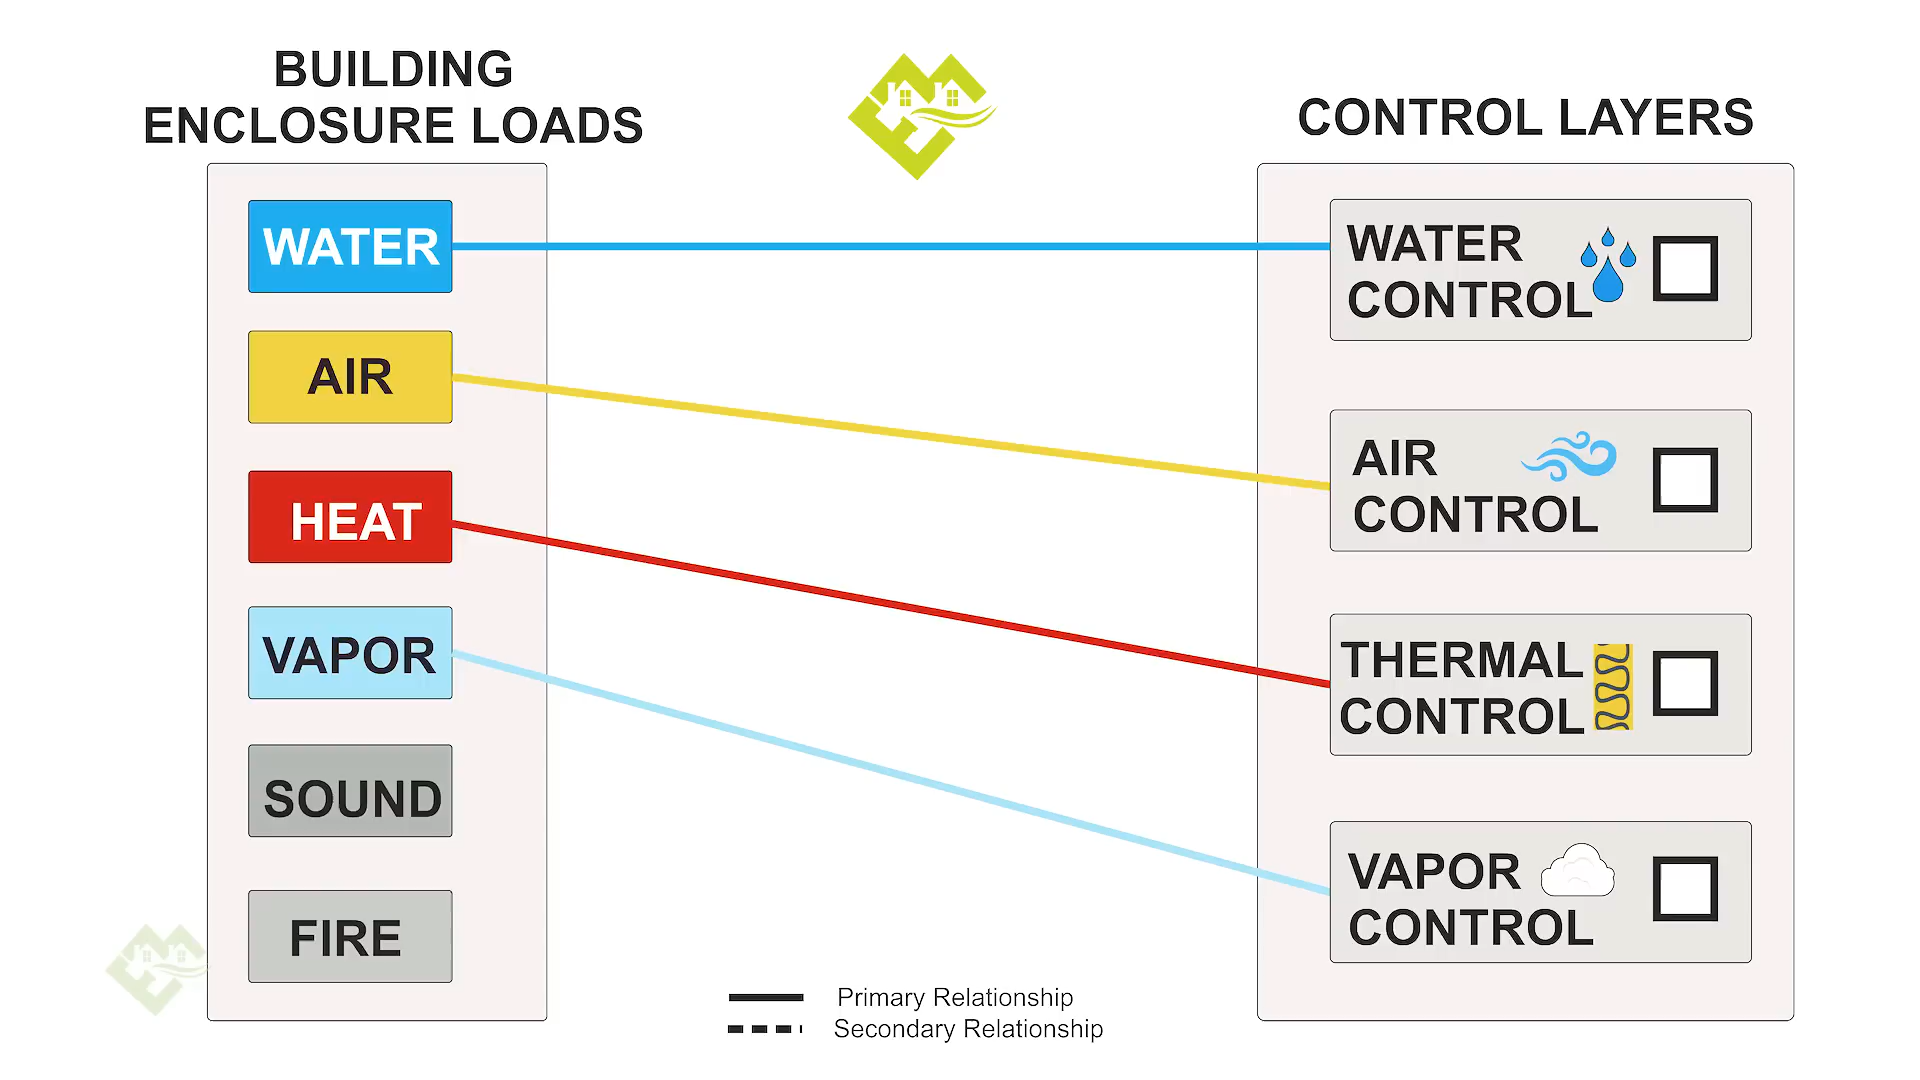 BUILDING
ENCLOSURE LOADS
WATER
AIR
HEAT
VAPOR
SOUND
FIRE
CONTROL LAYERS
WATER
CONTROL
AIR
CONTROL
THERMAL
CONTROL
VAPOR
CONTROL
Primary Relationship
Secondary Relationship